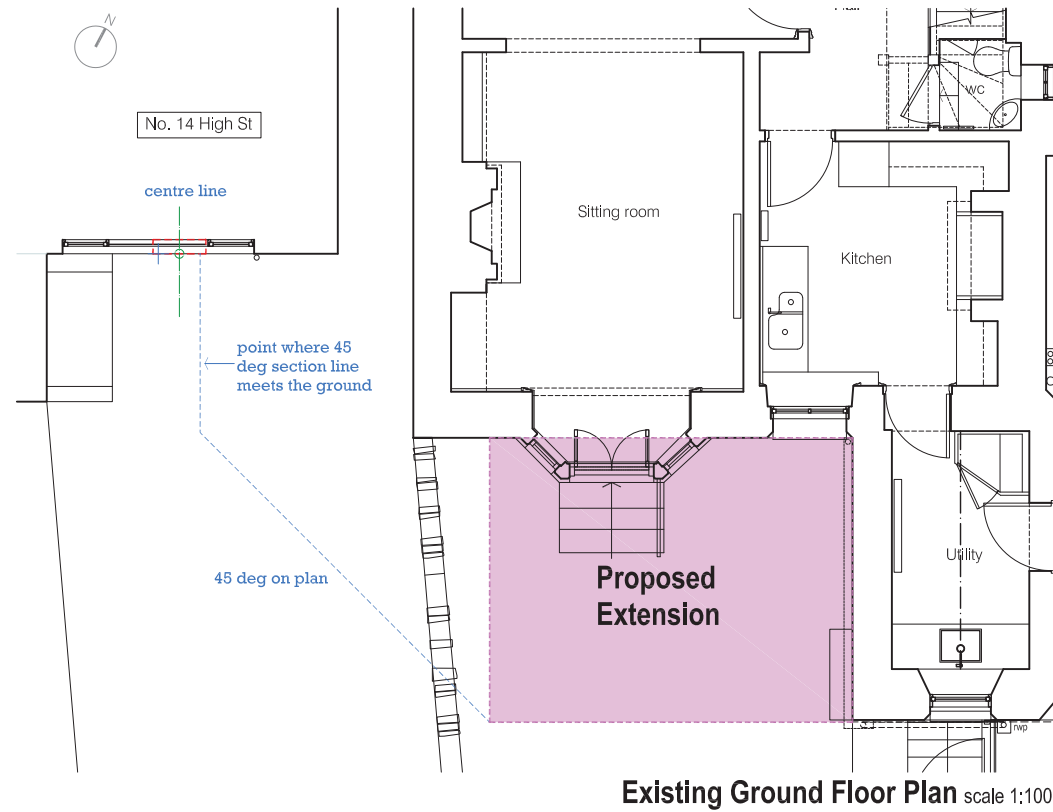 N
WC
No. 14 High St
centre line
Sitting room
Kitchen
point where 45
deg section line
meets the ground
45 deg on plan
Utility
Proposed
Extension
rwp
Existing Ground Floor Plan scale 1:100